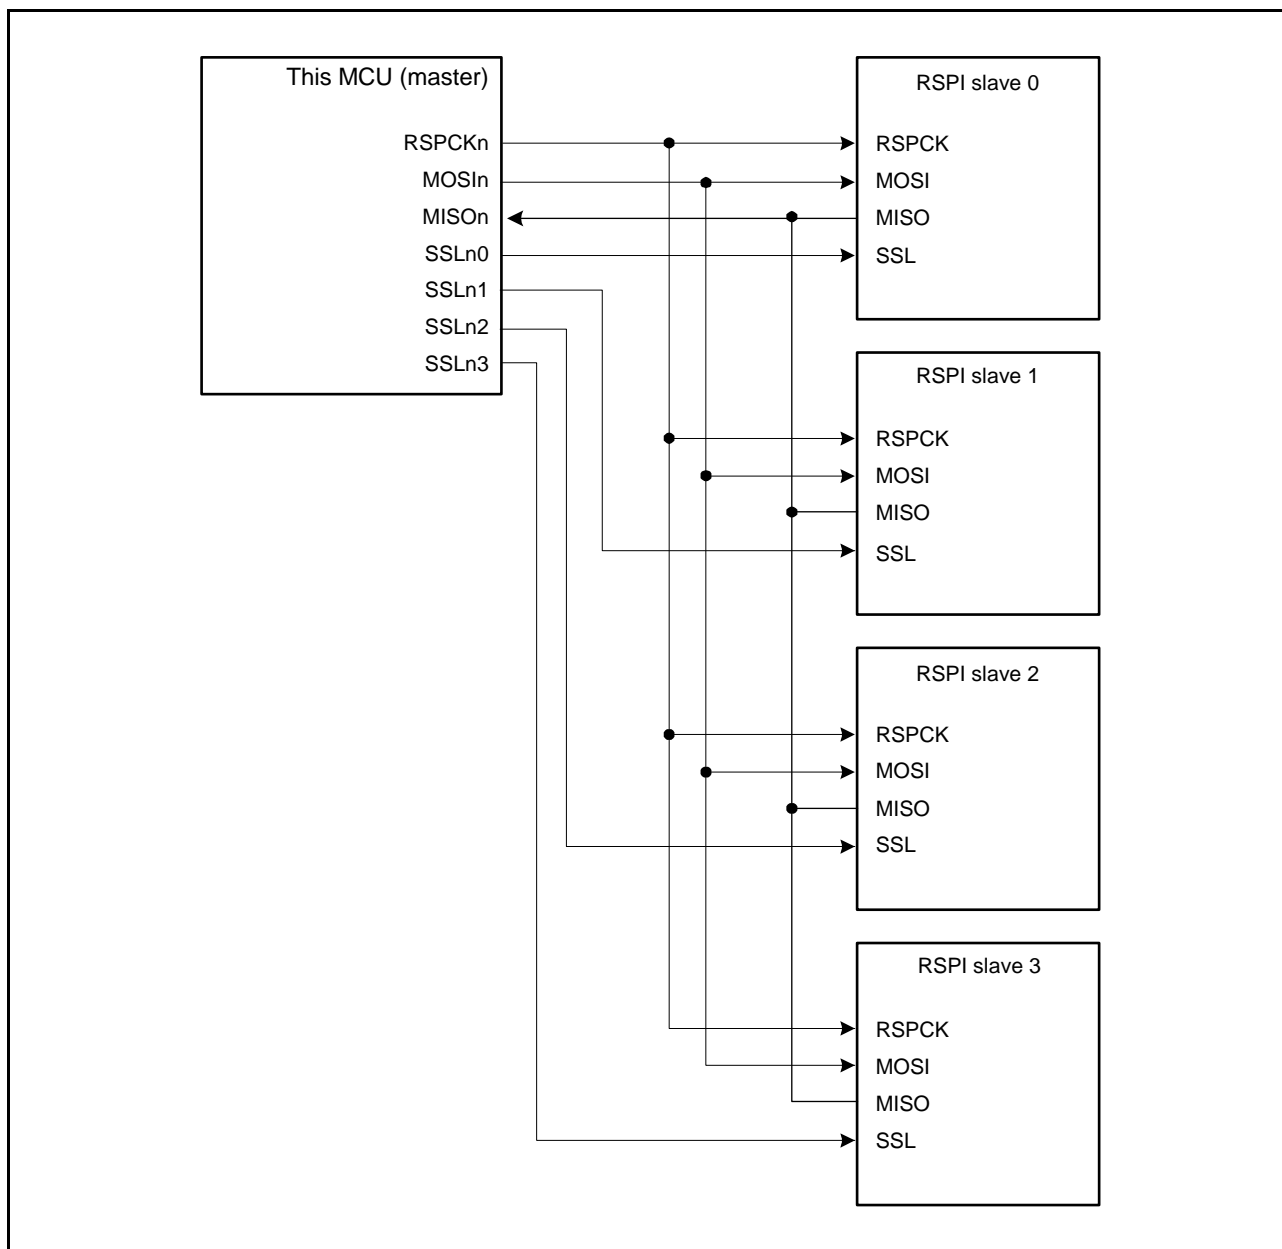 This MCU (master)
RSPCKn
MOSIn
MISOn
SSLn0
SSLn1
SSLn2
SSLn3
RSPI slave 0
RSPCK
MOSI
MISO
SSL
RSPI slave 1
RSPCK
MOSI
MISO
SSL
RSPI slave 2
RSPCK
MOSI
MISO
SSL
RSPI slave 3
RSPCK
MOSI
MISO
SSL